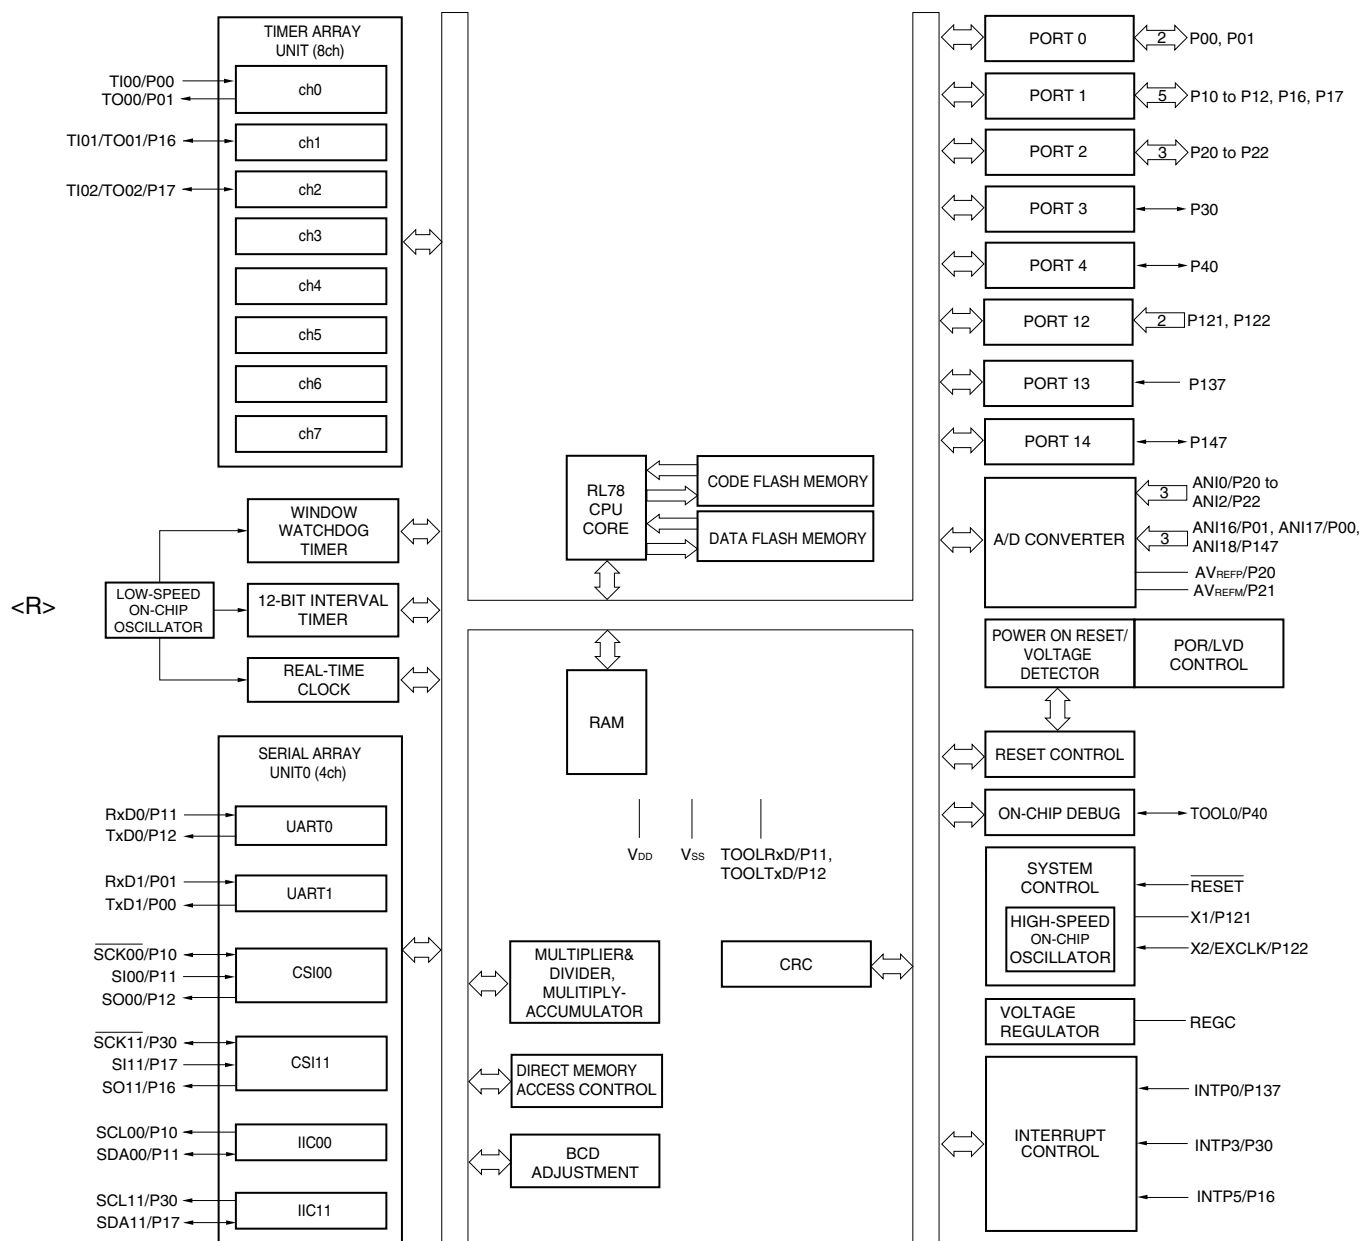 TIMER ARRAY
UNIT (8ch)
TI00/P00
TO00/P01
ch0
TI01/TO01/P16
ch1
TI02/TO02/P17
ch2
ch3
ch4
ch5
ch6
ch7
WINDOW
WATCHDOG
TIMER
<R>
LOW-SPEED
ON-CHIP
OSCILLATOR
12-BIT INTERVAL
TIMER
REAL-TIME
CLOCK
SERIAL ARRAY
UNIT0 (4ch)
RxD0/P11
TxD0/P12
UART0
RxD1/P01
TxD1/P00
UART1
SCK00/P10
SI00/P11
SO00/P12
CSI00
SCK11/P30
SI11/P17
SO11/P16
CSI11
SCL00/P10
SDA00/P11
IIC00
SCL11/P30
SDA11/P17
IIC11
RL78
CPU
CORE
CODE FLASH MEMORY
DATA FLASH MEMORY
RAM
VDD
VSS
TOOLRxD/P11,
TOOLTxD/P12
MULTIPLIER&
DIVIDER,
MULITIPLY-
ACCUMULATOR
CRC
DIRECT MEMORY
ACCESS CONTROL
BCD
ADJUSTMENT
PORT 0
2
P00, P01
PORT 1
5
P10 to P12, P16, P17
PORT 2
3
P20 to P22
PORT 3
P30
PORT 4
P40
PORT 12
2
P121, P122
PORT 13
P137
PORT 14
P147
A/D CONVERTER
3
ANI0/P20 to
ANI2/P22
3
ANI16/P01, ANI17/P00,
ANI18/P147
AVREFP/P20
AVREFM/P21
POWER ON RESET/
VOLTAGE
DETECTOR
POR/LVD
CONTROL
RESET CONTROL
ON-CHIP DEBUG
TOOL0/P40
SYSTEM
CONTROL
HIGH-SPEED
ON-CHIP
OSCILLATOR
RESET
X1/P121
X2/EXCLK/P122
VOLTAGE
REGULATOR
REGC
INTERRUPT
CONTROL
INTP0/P137
INTP3/P30
INTP5/P16